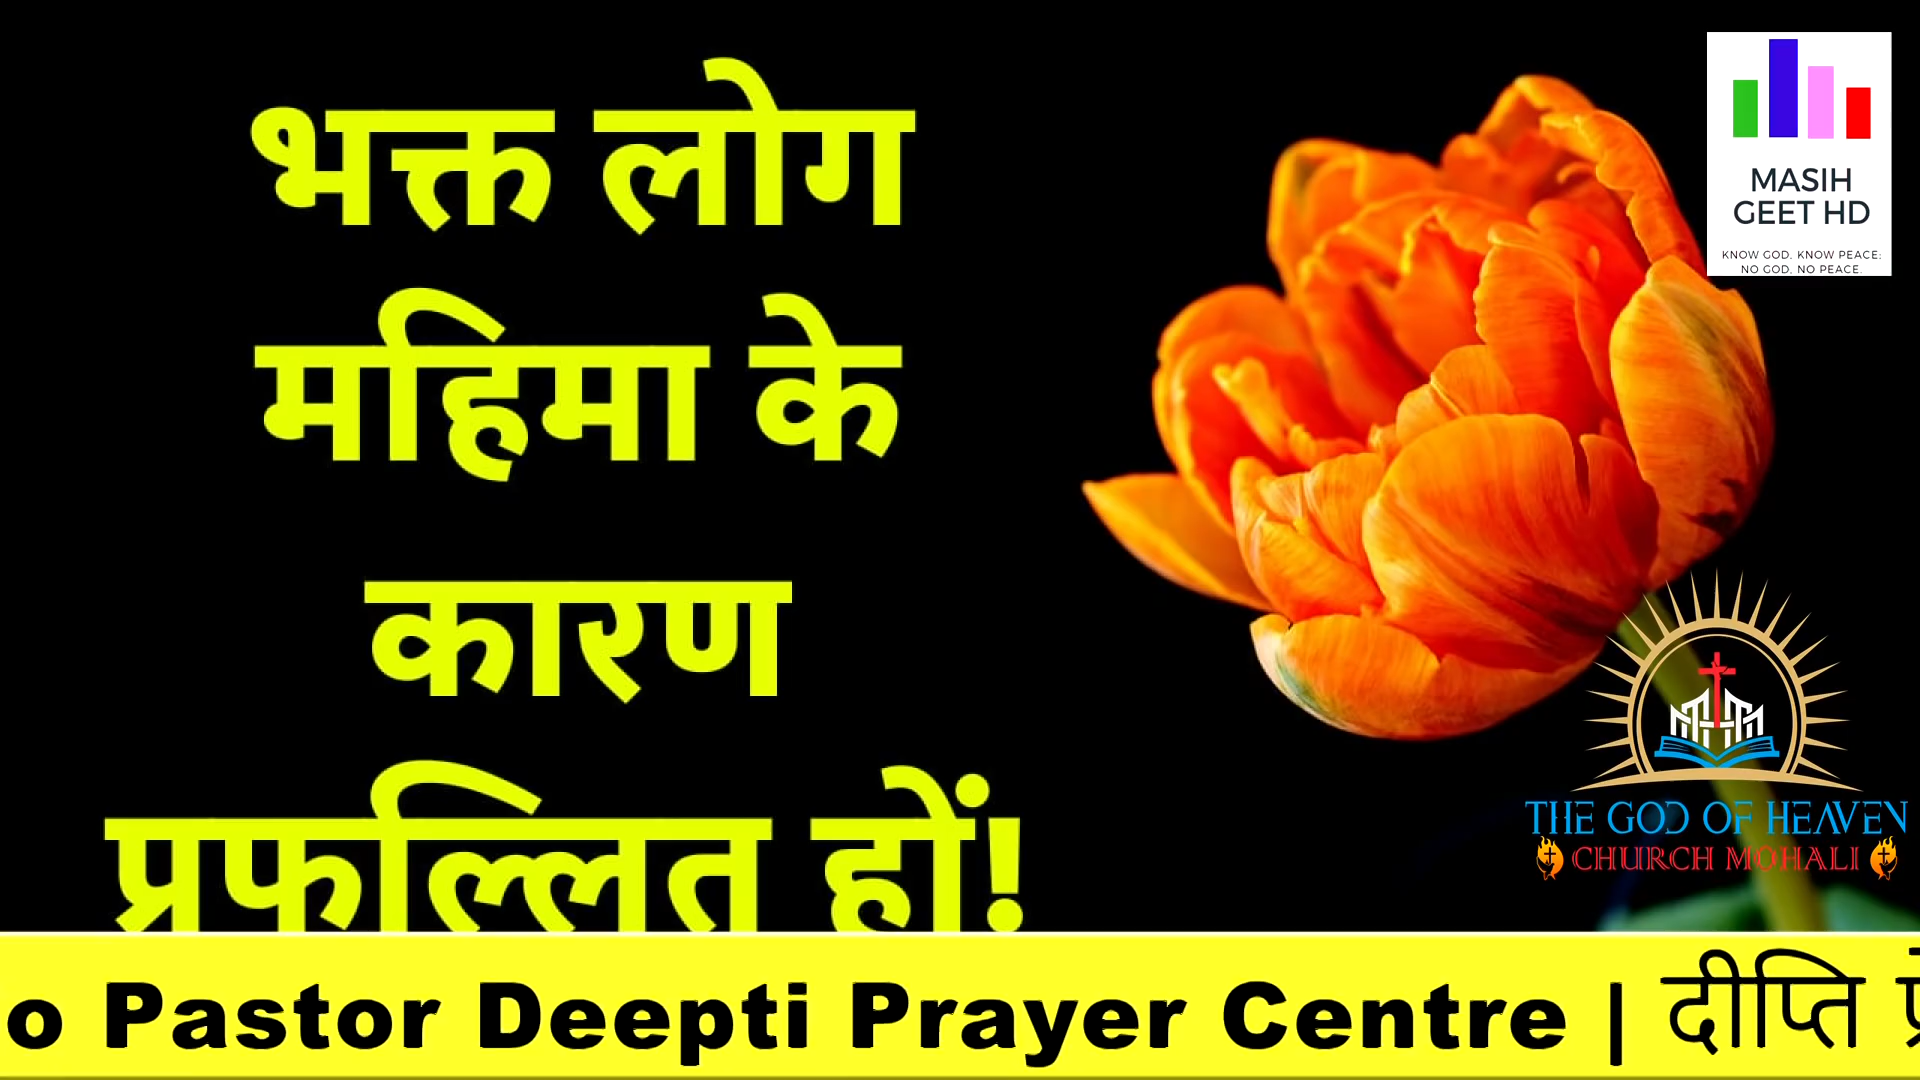 भक्त लोग
महिमा के
कारण
प्रफल्लित हों!
MASIH
GEET HD
KNOW GOD, KNOW PEACE;
NO GOD, NO PEACE.
THE GOD OF HEAVEN
CHURCH MOHALI
o Pastor Deepti Prayer Centre | दीप्ति